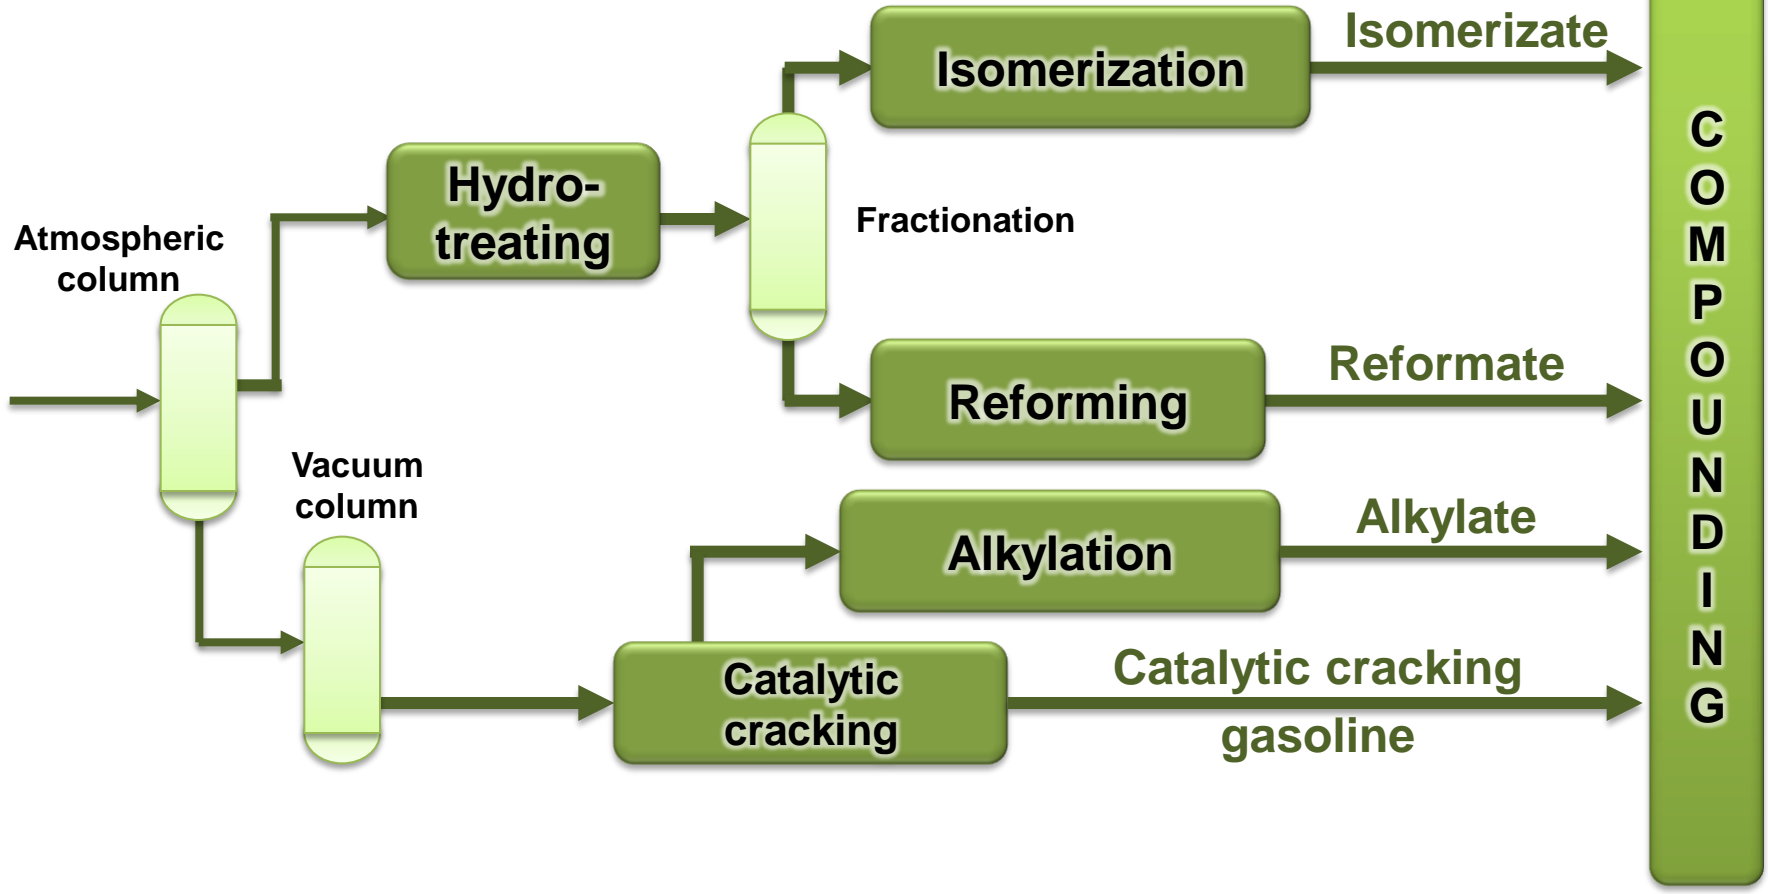 Isomerizate
Isomerization
Hydro-
treating
Fractionation
Atmospheric
column
Reformate
Reforming
Vacuum
column
Alkylate
Alkylation
Catalytic
cracking
Catalytic cracking
gasoline
C
O
M
P
O
U
N
D
I
N
G